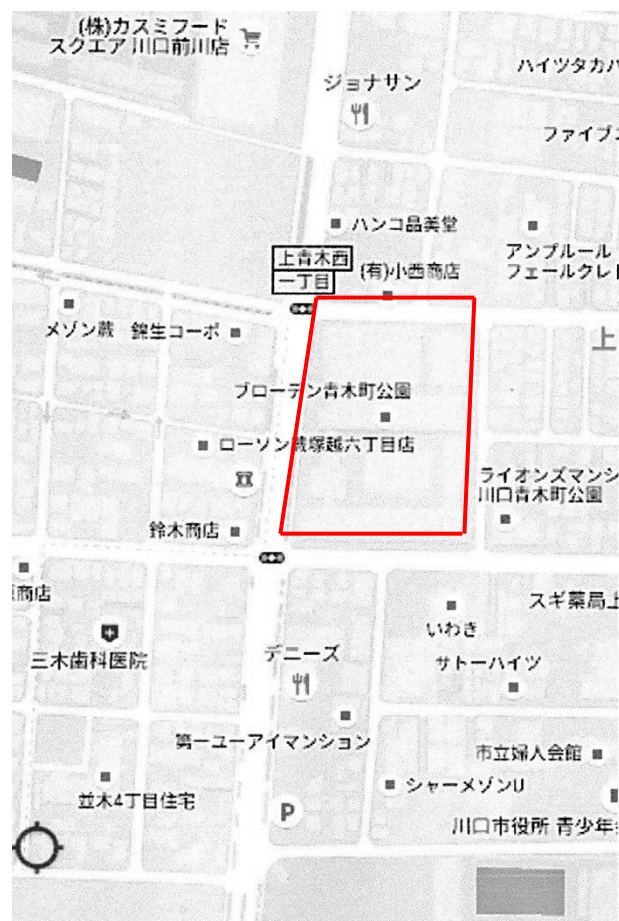 (株)カスミフード
スクエア 川口前川店
ハイツタカハ
ジョナサン
ファイブ
ハンコ晶美堂
アンプルール
フェールクレ
上青木西
一丁目
(有)小西商店
メゾン蔵
錦生コーポ
上
ブローデン青木町公園
ローソン蕨塚越六丁目店
ライオンズマンシ
川口青木町公園
鈴木商店
商店
スギ薬局上
いわき
三木歯科医院
デニーズ
サトーハイツ
第一ユーアイマンション
市立婦人会館
並木4丁目住宅
シャーメゾンU
P
川口市役所 青少年